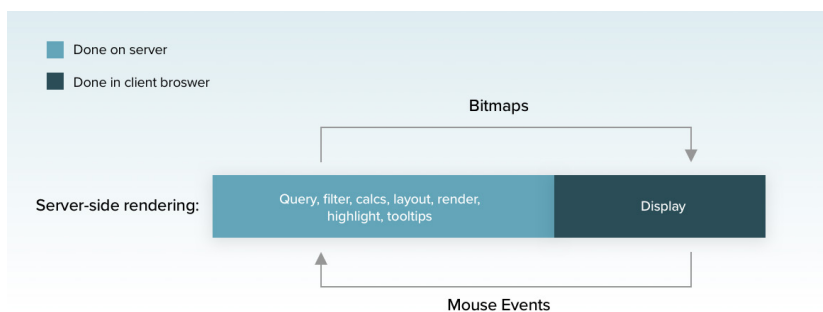 Done on server
Done in client broswer
Bitmaps
Server-side rendering:
Query, filter, calcs, layout, render,
highlight, tooltips
Display
Mouse Events